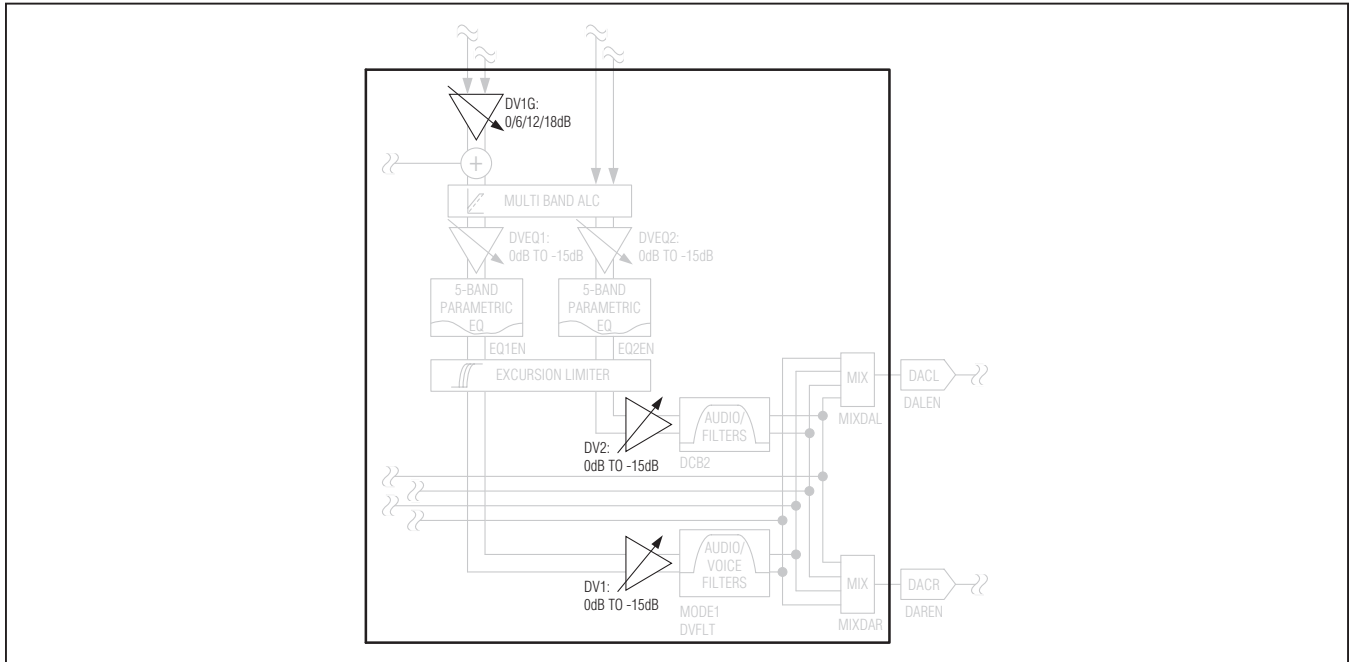 DV1G:
0/6/12/18dB
+
MULTI BAND ALC
DVEQ1:
0dB TO -15dB
DVEQ2:
0dB TO -15dB
5-BAND
PARAMETRIC
EQ
5-BAND
PARAMETRIC
EQ
EQ1EN
EQ2EN
EXCURSION LIMITER
MIX
DACL
DALEN
MIXDAL
AUDIO/
FILTERS
DV2:
0dB TO -15dB
DCB2
AUDIO/
VOICE
FILTERS
MIX
DACR
DAREN
DV1:
0dB TO -15dB
MODE1
DVFLT
MIXDAR